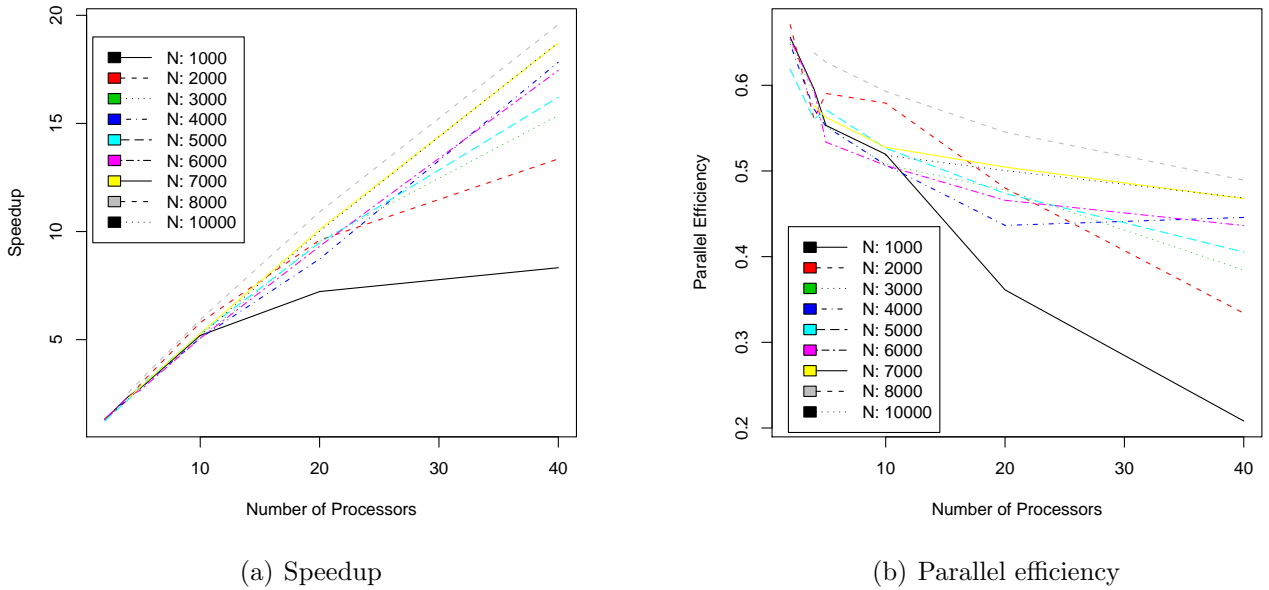 20
15
10
5
Speedup
N: 1000
N: 2000
N: 3000
N: 4000
N: 5000
N: 6000
N: 7000
N: 8000
N: 10000
10 20 30 40
Number of Processors
(a) Speedup
0.6
0.5
0.4
0.3
0.2
Parallel Efficiency
N: 1000
N: 2000
N: 3000
N: 4000
N: 5000
N: 6000
N: 7000
N: 8000
N: 10000
10 20 30 40
Number of Processors
(b) Parallel efficiency